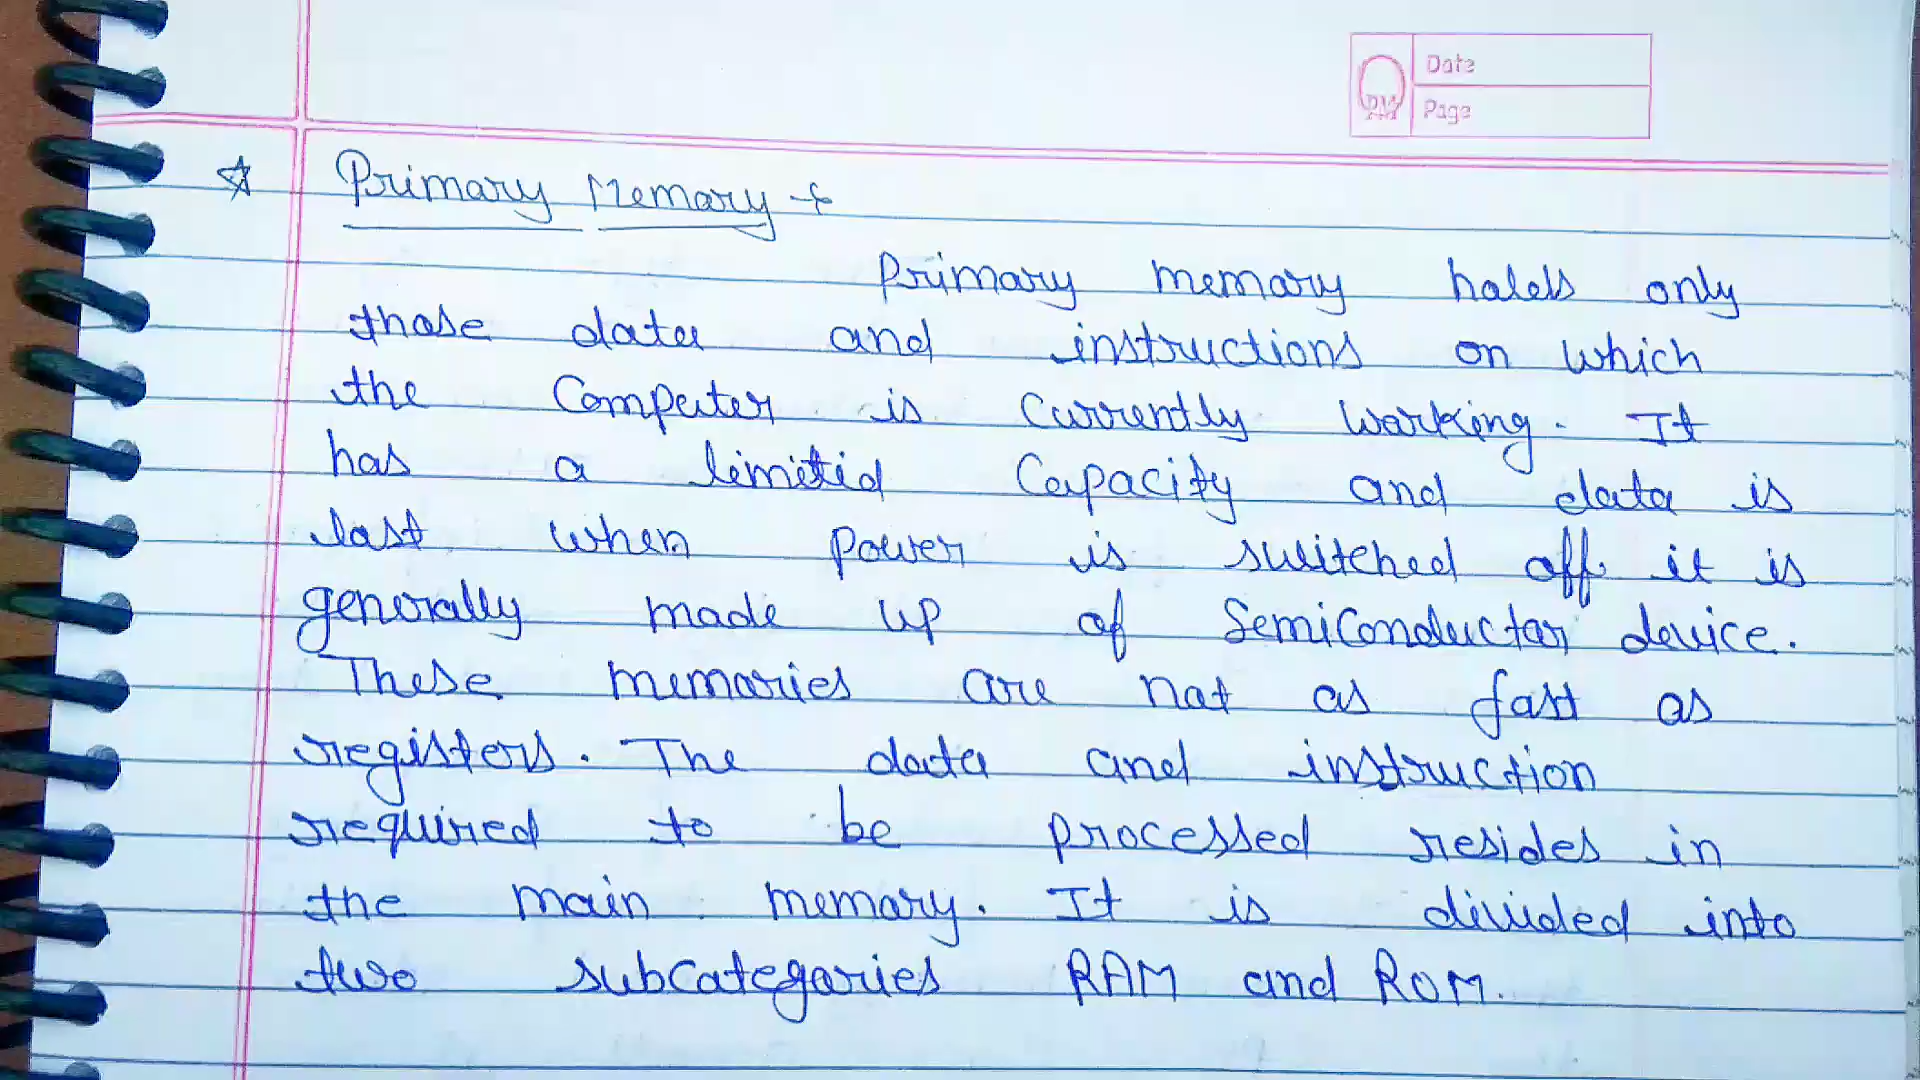 Date
Page
☆ Primary Memory →
Primary memory holds only
those data and instructions on which
the Computer is Currently working. It
has a limitid Capacity and data is
lost when power is switched off. it is
generally made up of SemiConductor device.
These memories are not as fast as
registers. The data and instruction
required to be processed resides in
the main memory. It is divided into
two subCategories RAM and ROM.